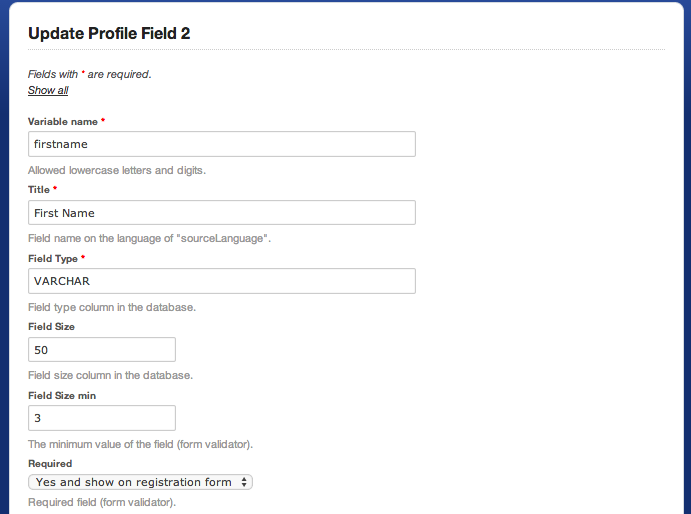 Update Profile Field 2
Fields with * are required.
Show all
Variable name *
firstname
Allowed lowercase letters and digits.
Title *
First Name
Field name on the language of "sourceLanguage".
Field Type *
VARCHAR
Field type column in the database.
Field Size
50
Field size column in the database.
Field Size min
3
The minimum value of the field (form validator).
Required
Yes and show on registration form
Required field (form validator).